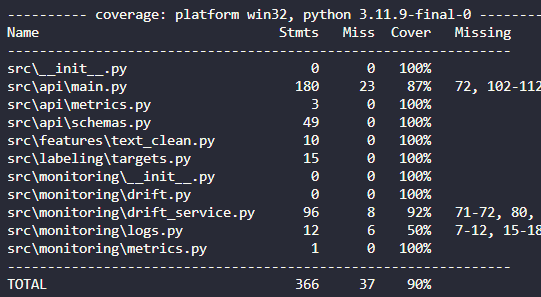 ---------- coverage: platform win32, python 3.11.9-final-0 --------
Name                              Stmts   Miss  Cover   Missing
---------------------------------------------------------------
src\__init__.py                       0      0   100%
src\api\main.py                     180     23    87%   72, 102-112
src\api\metrics.py                    3      0   100%
src\api\schemas.py                   49      0   100%
src\features\text_clean.py           10      0   100%
src\labeling\targets.py              15      0   100%
src\monitoring\__init__.py            0      0   100%
src\monitoring\drift.py               0      0   100%
src\monitoring\drift_service.py      96      8    92%   71-72, 80,
src\monitoring\logs.py               12      6    50%   7-12, 15-18
src\monitoring\metrics.py             1      0   100%
---------------------------------------------------------------
TOTAL                               366     37    90%